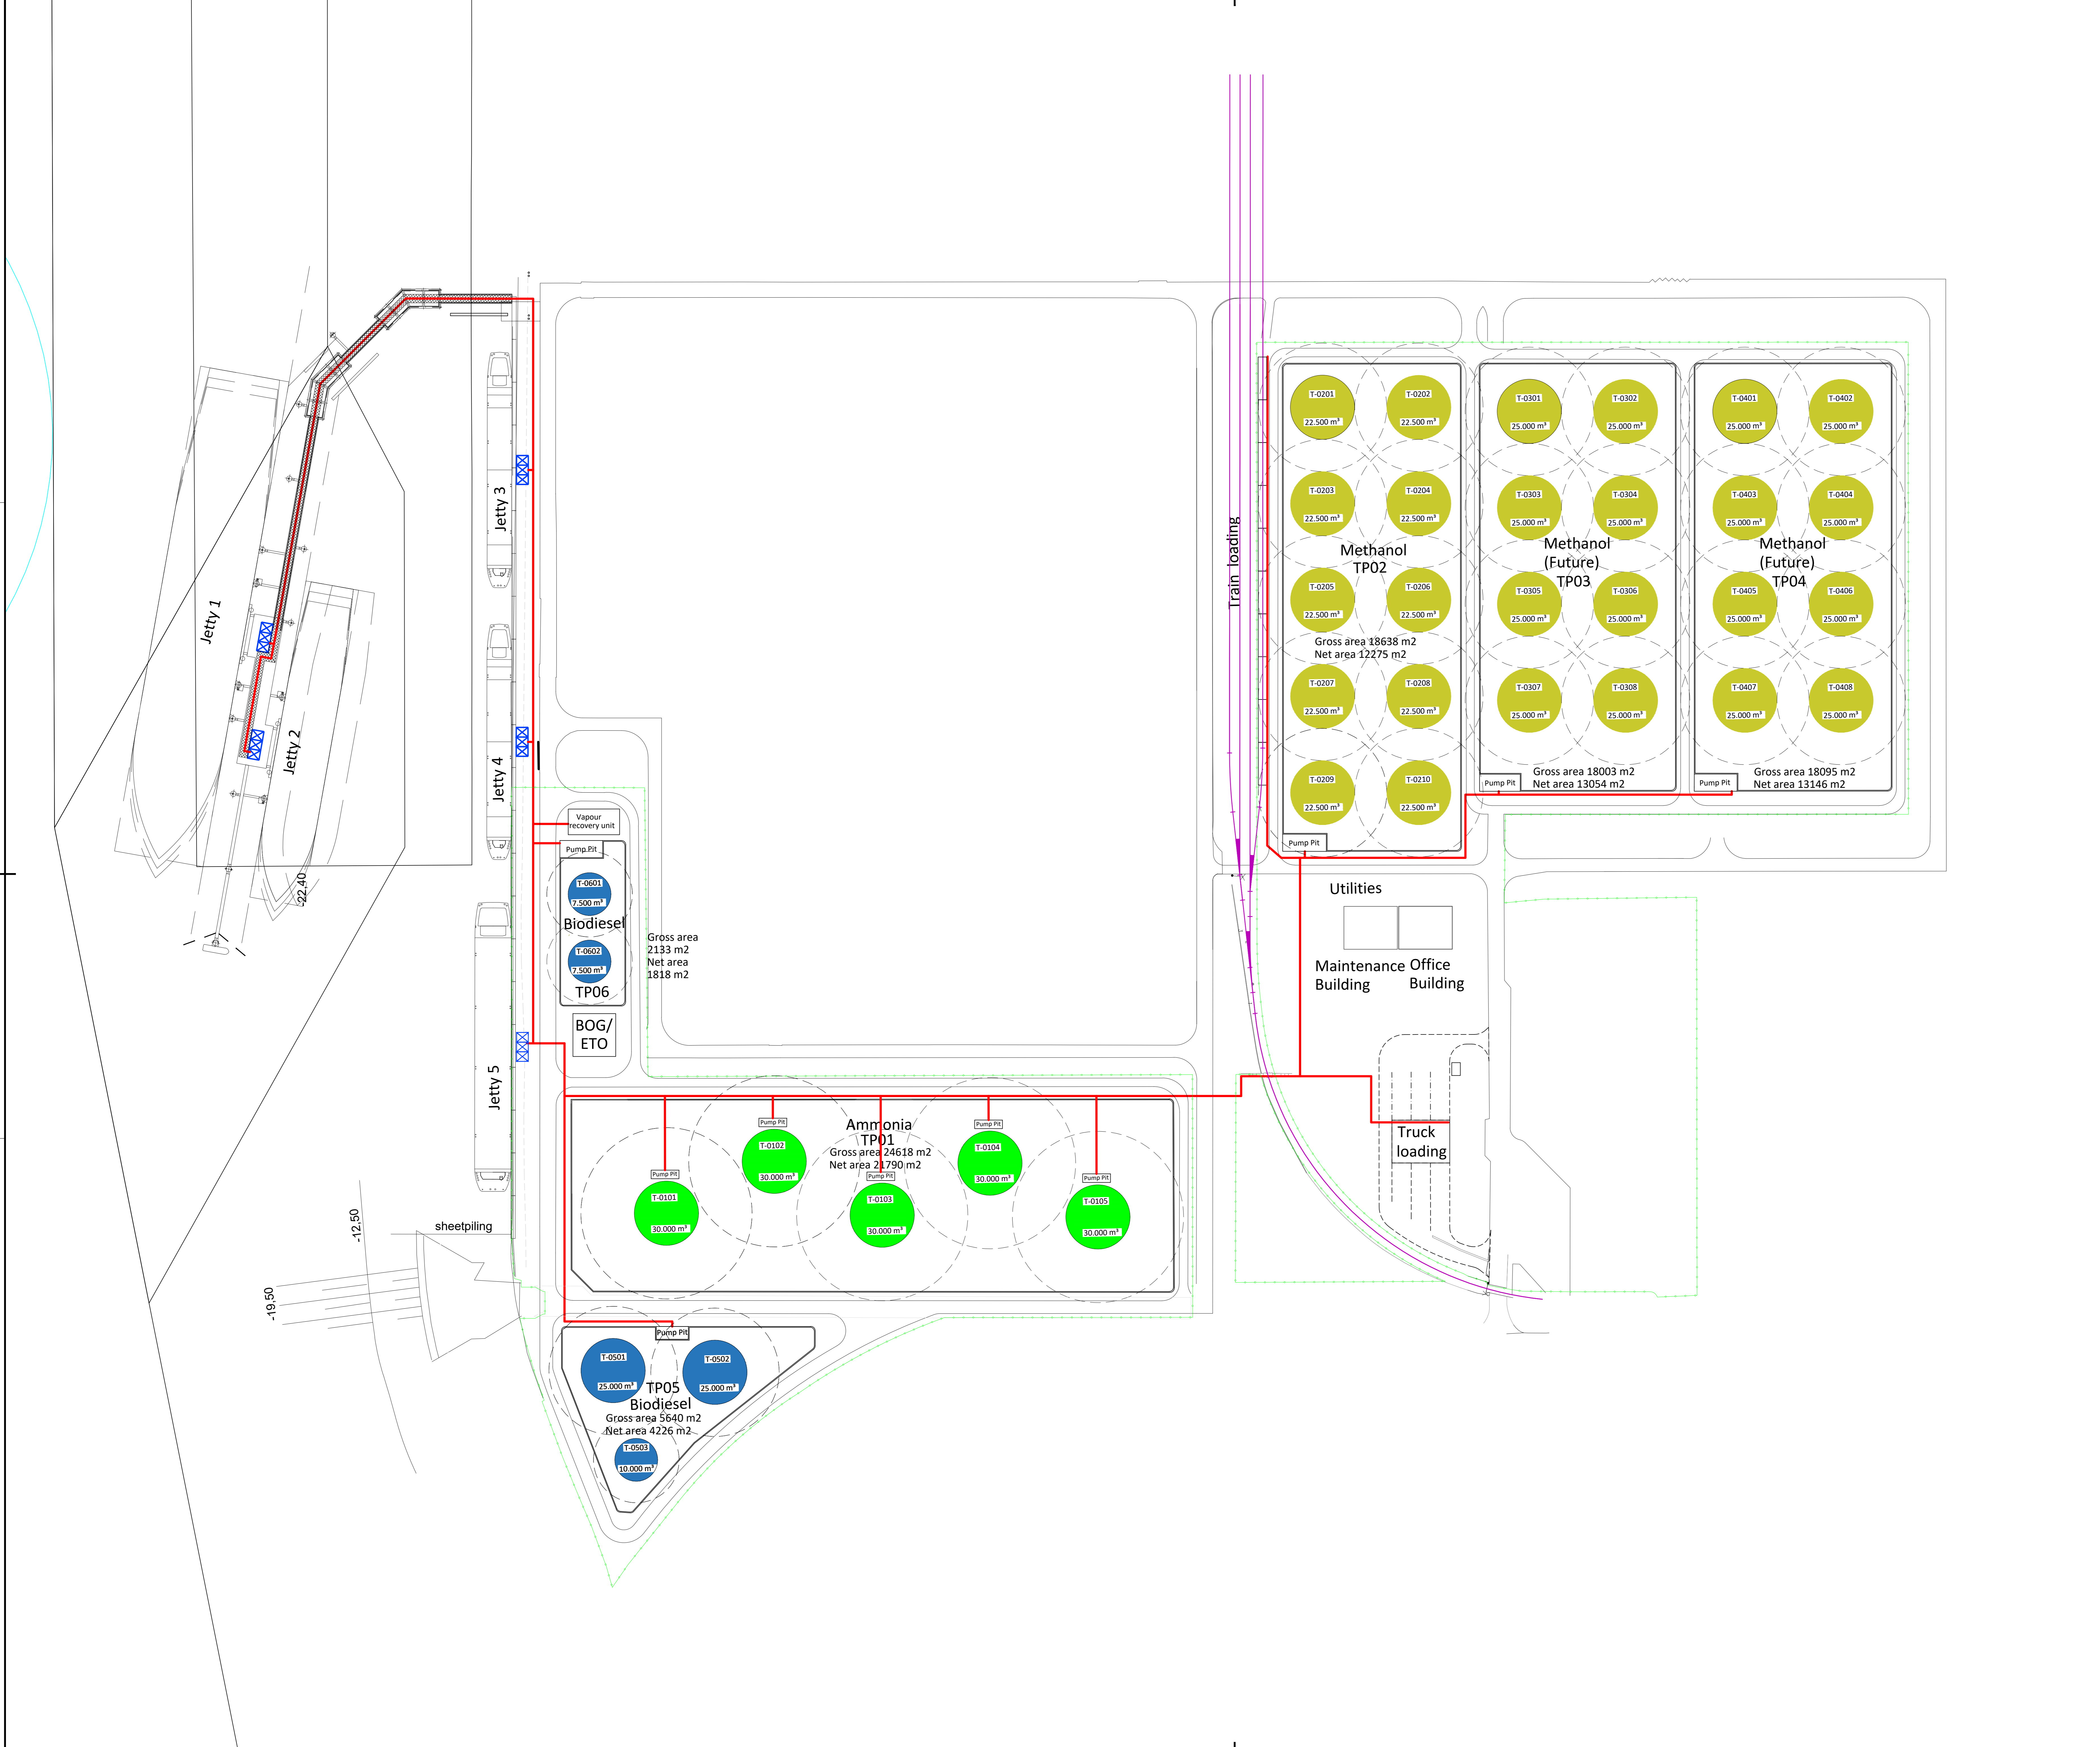 Jetty 1
Jetty 2
-22,40
Jetty 3
Jetty 4
Jetty 5
sheetpiling
-12,50
-19,50
Vapour
recovery unit
Pump Pit
T-0601
7.500 m³
Biodiesel
T-0602
7.500 m³
TP06
Gross area
2133 m2
Net area
1818 m2
BOG/
ETO
Ammonia
TP01
Gross area 24618 m2
Net area 21790 m2
Pump Pit
T-0101
30.000 m³
Pump Pit
T-0102
30.000 m³
Pump Pit
T-0103
30.000 m³
Pump Pit
T-0104
30.000 m³
Pump Pit
T-0105
30.000 m³
Pump Pit
T-0501
25.000 m³
T-0502
25.000 m³
TP05
Biodiesel
Gross area 5640 m2
Net area 4226 m2
T-0503
10.000 m³
Train loading
T-0201
22.500 m³
T-0202
22.500 m³
T-0203
22.500 m³
T-0204
22.500 m³
Methanol
TP02
T-0205
22.500 m³
T-0206
22.500 m³
Gross area 18638 m2
Net area 12275 m2
T-0207
22.500 m³
T-0208
22.500 m³
T-0209
22.500 m³
T-0210
22.500 m³
Pump Pit
T-0301
25.000 m³
T-0302
25.000 m³
T-0303
25.000 m³
T-0304
25.000 m³
Methanol
(Future)
TP03
T-0305
25.000 m³
T-0306
25.000 m³
T-0307
25.000 m³
T-0308
25.000 m³
Pump Pit
Gross area 18003 m2
Net area 13054 m2
T-0401
25.000 m³
T-0402
25.000 m³
T-0403
25.000 m³
T-0404
25.000 m³
Methanol
(Future)
TP04
T-0405
25.000 m³
T-0406
25.000 m³
T-0407
25.000 m³
T-0408
25.000 m³
Pump Pit
Gross area 18095 m2
Net area 13146 m2
Utilities
Maintenance
Building
Office
Building
Truck
loading